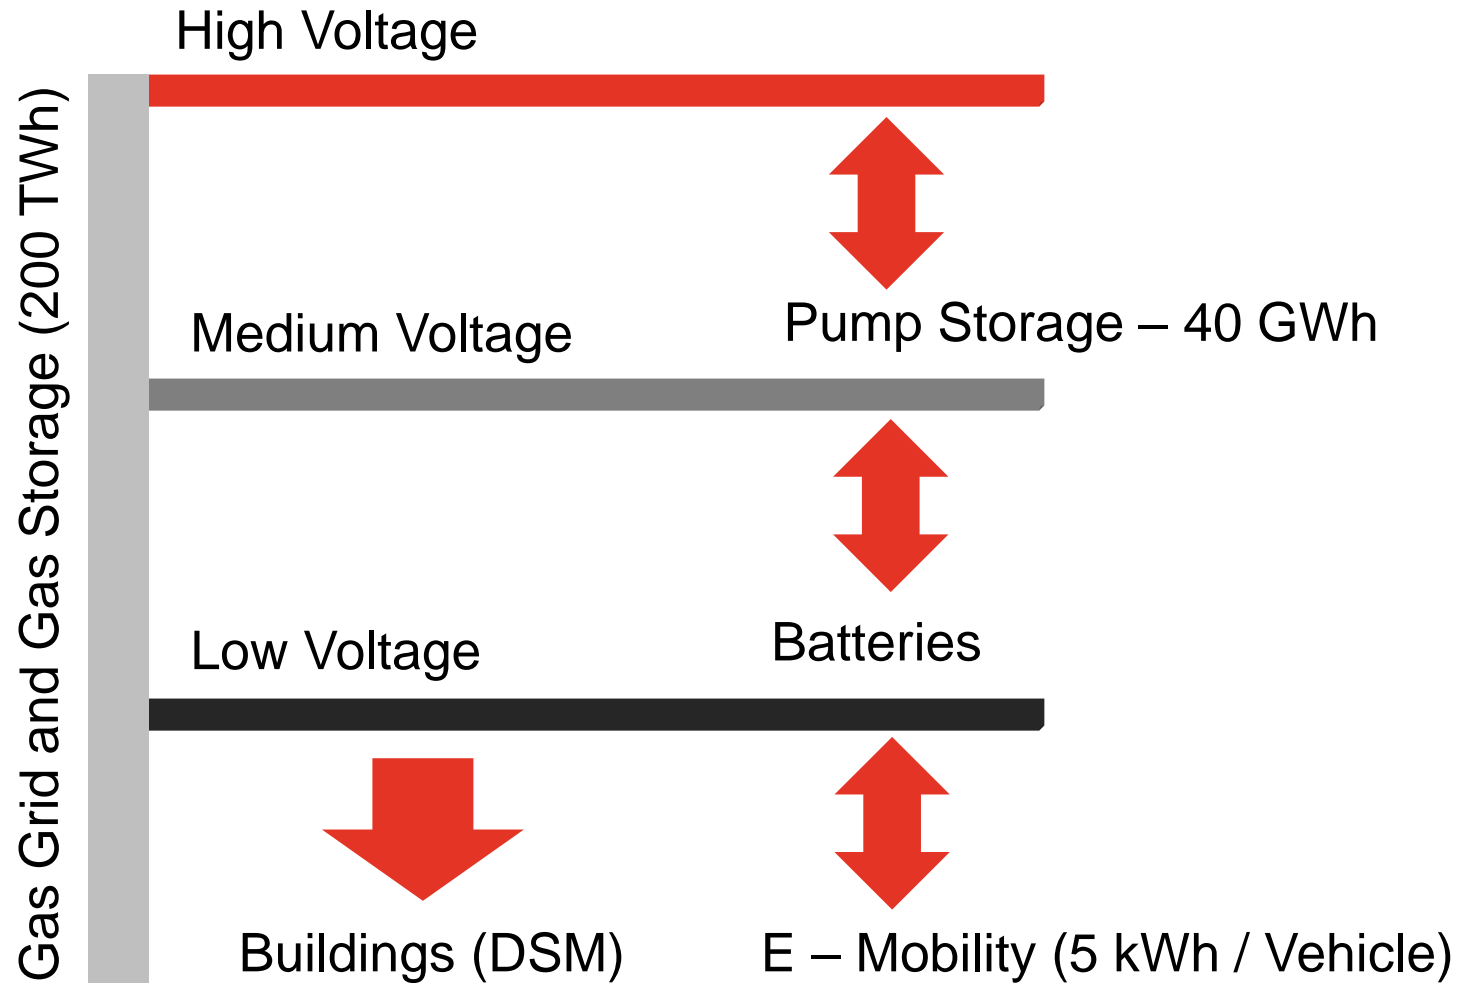 High Voltage
Gas Grid and Gas Storage (200 TWh)
Medium Voltage
Pump Storage – 40 GWh
Low Voltage
Batteries
Buildings (DSM)
E – Mobility (5 kWh / Vehicle)